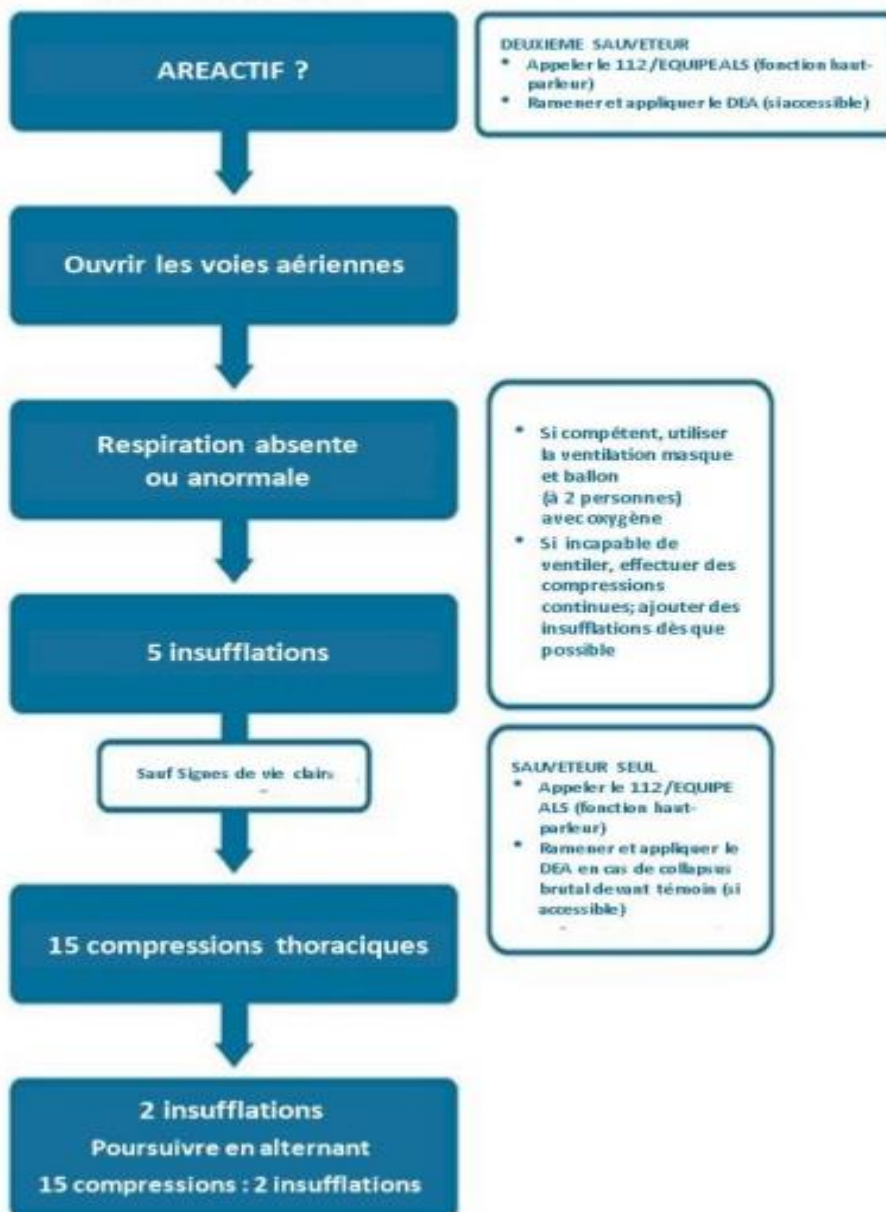 AREACTIF ?
DEUXIEME SAUVETEUR
* Appeler le 112/EQUIPEALS (fonction haut-
parleur)
* Ramener et appliquer le DEA (si accessible)
Ouvrir les voies aériennes
Respiration absente
ou anormale
* Si compétent, utiliser
la ventilation masque
et ballon
(à 2 personnes)
avec oxygène
* Si incapable de
ventiler, effectuer des
compressions
continues; ajouter des
insufflations dès que
possible
5 insufflations
Sauf Signes de vie clairs
SAUVETEUR SEUL
* Appeler le 112/EQUIPE
ALS (fonction haut-
parleur)
* Ramener et appliquer le
DEA en cas de collapsus
brutal devant témoin (si
accessible)
15 compressions thoraciques
2 insufflations
Poursuivre en alternant
15 compressions : 2 insufflations